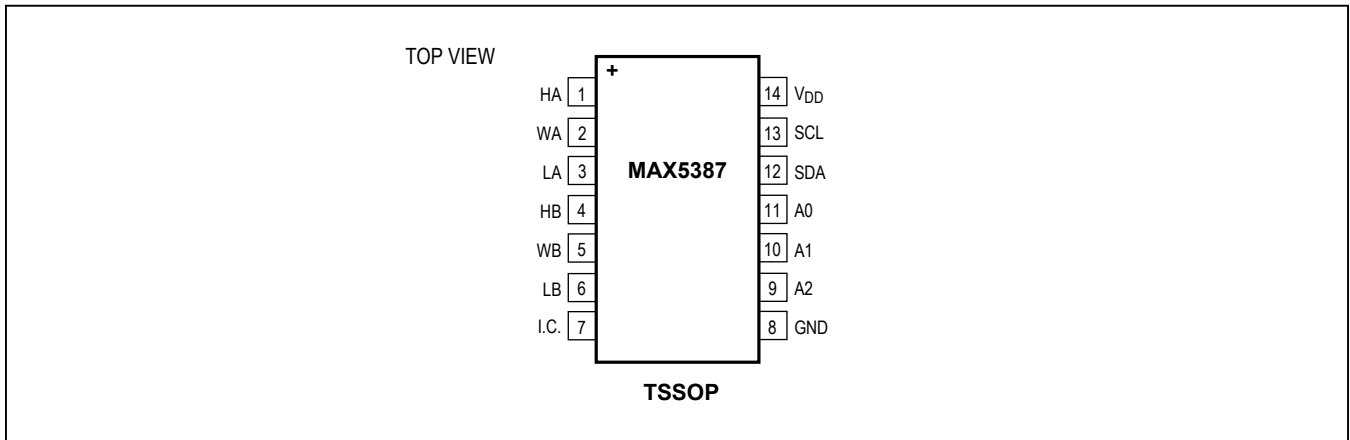 TOP VIEW
+
HA 1
WA 2
LA 3
HB 4
WB 5
LB 6
I.C. 7
MAX5387
14 VDD
13 SCL
12 SDA
11 A0
10 A1
9 A2
8 GND
TSSOP